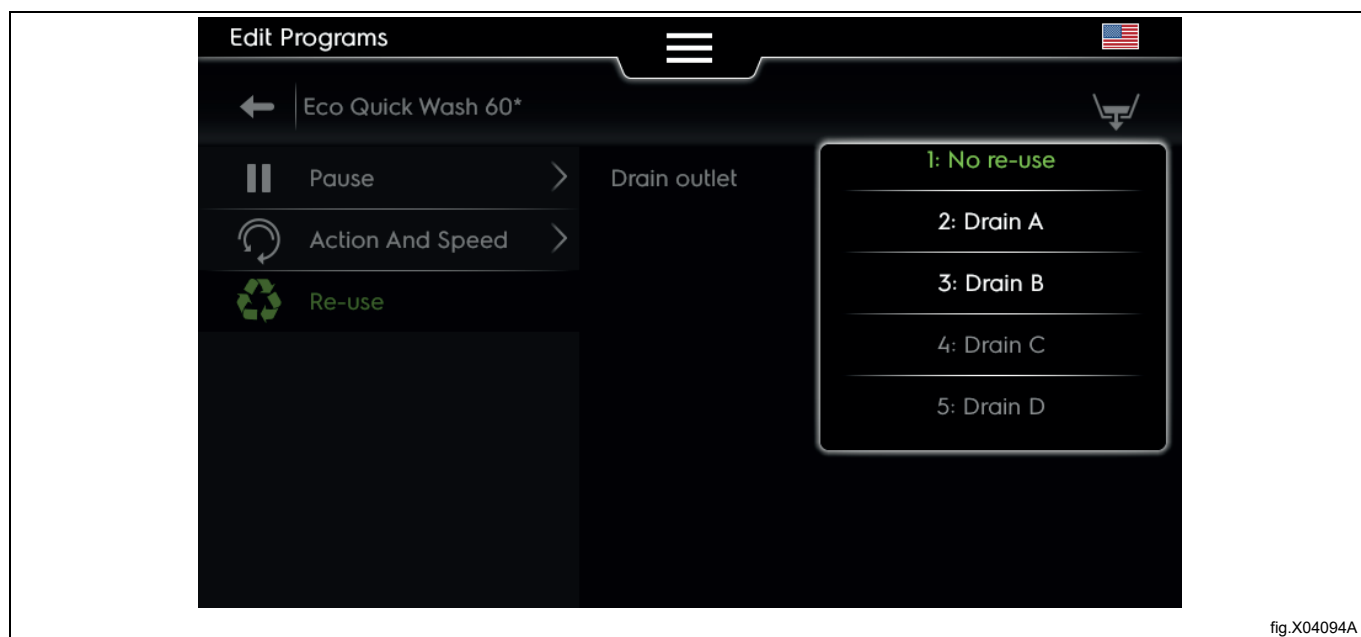 Edit Programs
Eco Quick Wash 60*
Pause
Action And Speed
Re-use
Drain outlet
1: No re-use
2: Drain A
3: Drain B
4: Drain C
5: Drain D
fig.X04094A